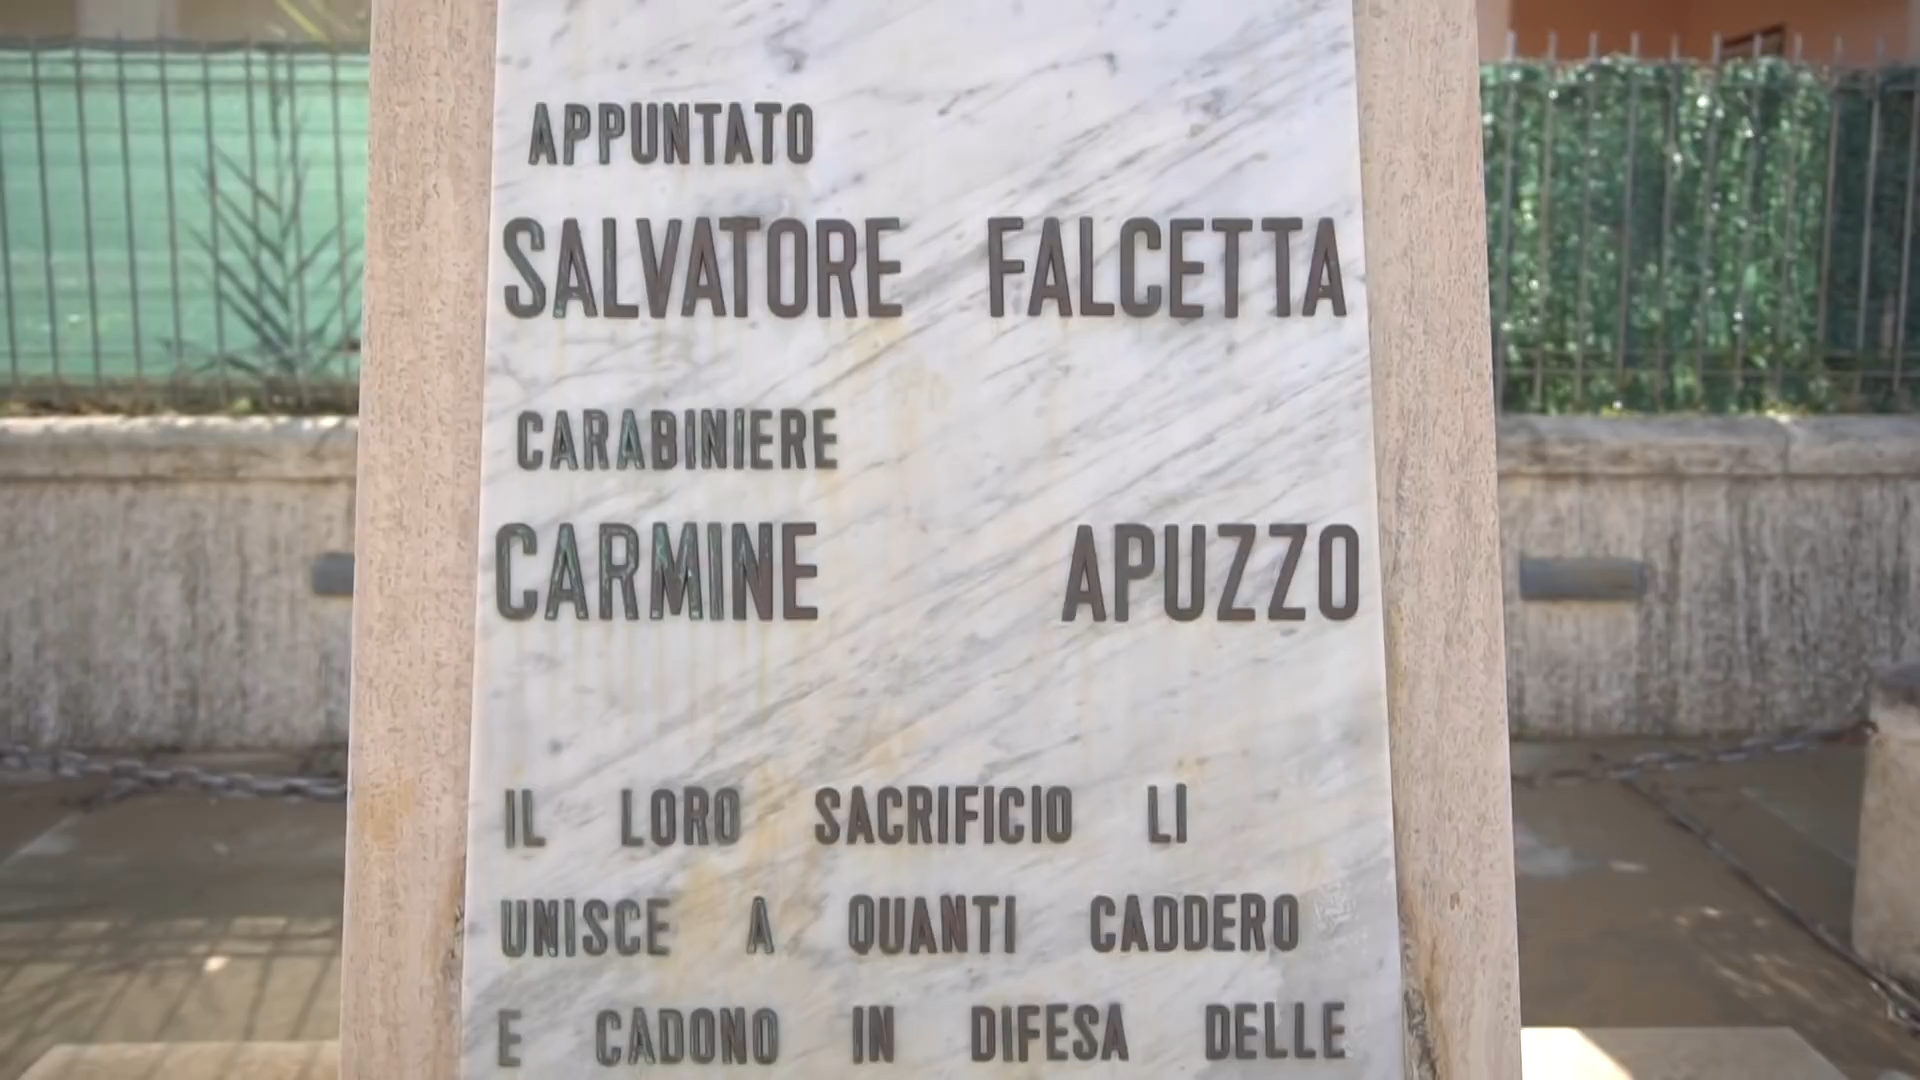 APPUNTATO
SALVATORE FALCETTA
CARABINIERE
CARMINE APUZZO
IL LORO SACRIFICIO LI
UNISCE A QUANTI CADDERO
E CADONO IN DIFESA DELLE